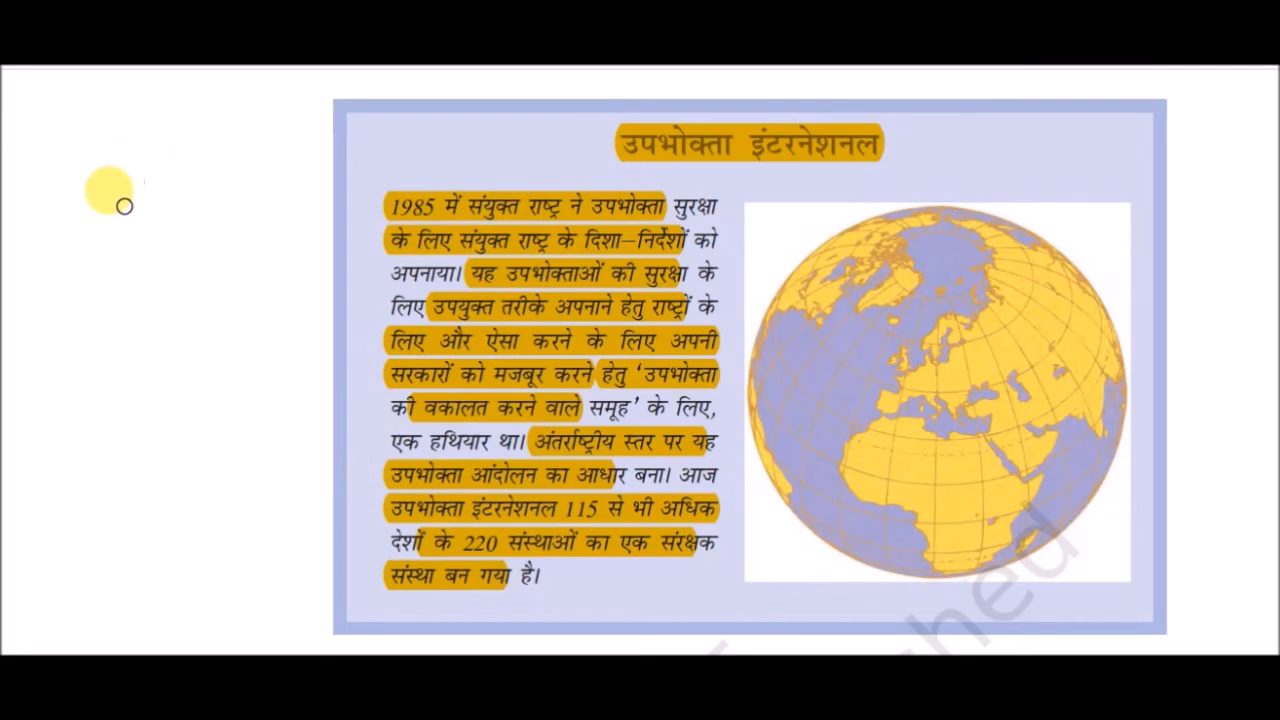 उपभोक्ता इंटरनेशनल
1985 में संयुक्त राष्ट्र ने उपभोक्ता सुरक्षा
के लिए संयुक्त राष्ट्र के दिशा–निर्देशों को
अपनाया। यह उपभोक्ताओं की सुरक्षा के
लिए उपयुक्त तरीके अपनाने हेतु राष्ट्रों के
लिए और ऐसा करने के लिए अपनी
सरकारों को मजबूर करने हेतु ‘उपभोक्ता
की वकालत करने वाले समूह’ के लिए,
एक हथियार था। अंतर्राष्ट्रीय स्तर पर यह
उपभोक्ता आंदोलन का आधार बना। आज
उपभोक्ता इंटरनेशनल 115 से भी अधिक
देशों के 220 संस्थाओं का एक संरक्षक
संस्था बन गया है।